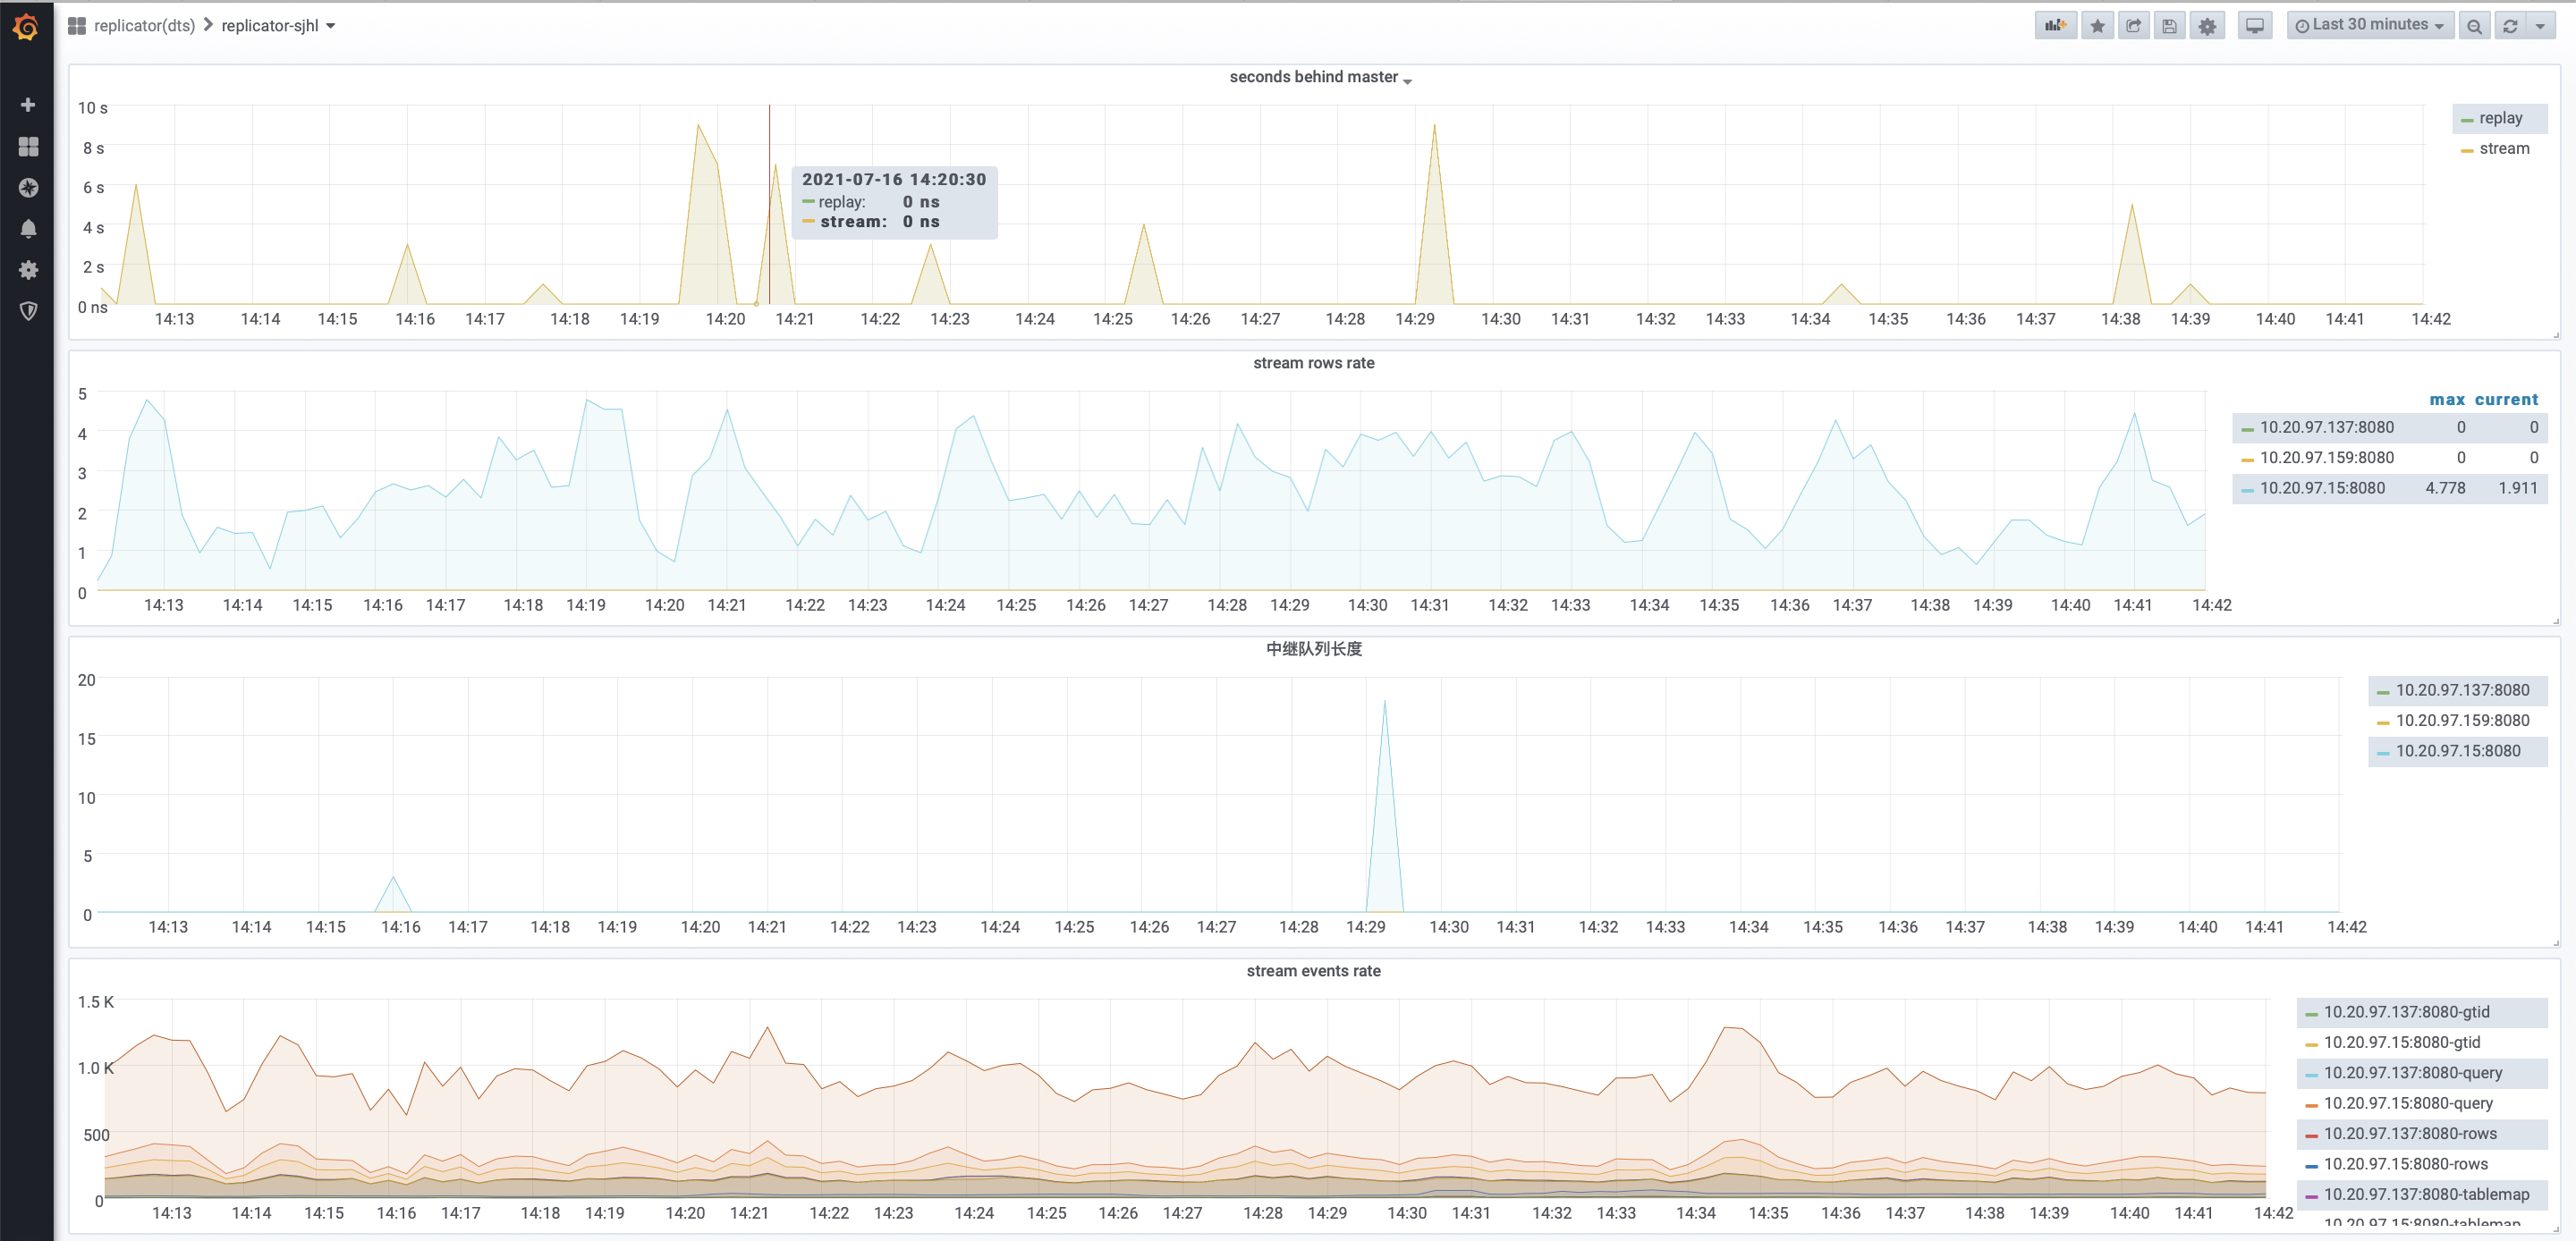 replicator(dts) > replicator-sjhl
Last 30 minutes
seconds behind master
10 s
8 s
6 s
4 s
2 s
0 ns
14:13 14:14 14:15 14:16 14:17 14:18 14:19 14:20 14:21 14:22 14:23 14:24 14:25 14:26 14:27 14:28 14:29 14:30 14:31 14:32 14:33 14:34 14:35 14:36 14:37 14:38 14:39 14:40 14:41 14:42
2021-07-16 14:20:30
replay: 0 ns
stream: 0 ns
replay
stream
stream rows rate
5
4
3
2
1
0
14:13 14:14 14:15 14:16 14:17 14:18 14:19 14:20 14:21 14:22 14:23 14:24 14:25 14:26 14:27 14:28 14:29 14:30 14:31 14:32 14:33 14:34 14:35 14:36 14:37 14:38 14:39 14:40 14:41 14:42
max current
10.20.97.137:8080 0 0
10.20.97.159:8080 0 0
10.20.97.15:8080 4.778 1.911
中继队列长度
20
15
10
5
0
14:13 14:14 14:15 14:16 14:17 14:18 14:19 14:20 14:21 14:22 14:23 14:24 14:25 14:26 14:27 14:28 14:29 14:30 14:31 14:32 14:33 14:34 14:35 14:36 14:37 14:38 14:39 14:40 14:41 14:42
10.20.97.137:8080
10.20.97.159:8080
10.20.97.15:8080
stream events rate
1.5 K
1.0 K
500
0
14:13 14:14 14:15 14:16 14:17 14:18 14:19 14:20 14:21 14:22 14:23 14:24 14:25 14:26 14:27 14:28 14:29 14:30 14:31 14:32 14:33 14:34 14:35 14:36 14:37 14:38 14:39 14:40 14:41 14:42
10.20.97.137:8080-gtid
10.20.97.15:8080-gtid
10.20.97.137:8080-query
10.20.97.15:8080-query
10.20.97.137:8080-rows
10.20.97.15:8080-rows
10.20.97.137:8080-tablemap
10.20.97.15:8080-tablemap